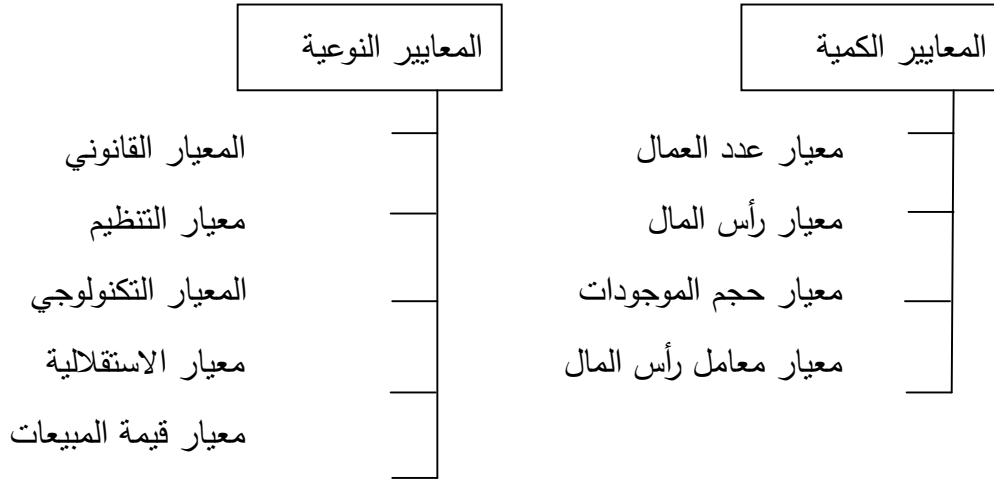 المعايير الكمية
معيار عدد العمال
معيار رأس المال
معيار حجم الموجودات
معيار معامل رأس المال
المعايير النوعية
المعيار القانوني
معيار التنظيم
المعيار التكنولوجي
معيار الاستقلالية
معيار قيمة المبيعات